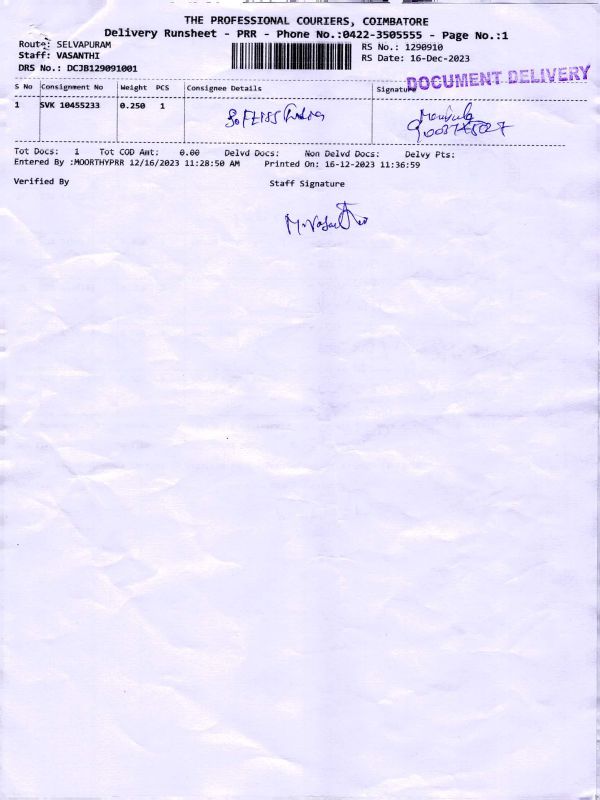 THE PROFESSIONAL COURIERS, COIMBATORE
Delivery Runsheet - PRR - Phone No.:0422-3505555 - Page No.:1
Route: SELVAPURAM
RS No.: 1290910
Staff: VASANTHI
RS Date: 16-Dec-2023
DRS No.: DCJB129091001
DOCUMENT DELIVERY
S No Consignment No Weight PCS Consignee Details Signature
1 SVK 10455233 0.250 1
Tot Docs: 1 Tot COD Amt: 0.00 Delvd Docs: Non Delvd Docs: Delvy Pts:
Entered By :MOORTHYPRR 12/16/2023 11:28:50 AM Printed On: 16-12-2023 11:36:59
Verified By Staff Signature